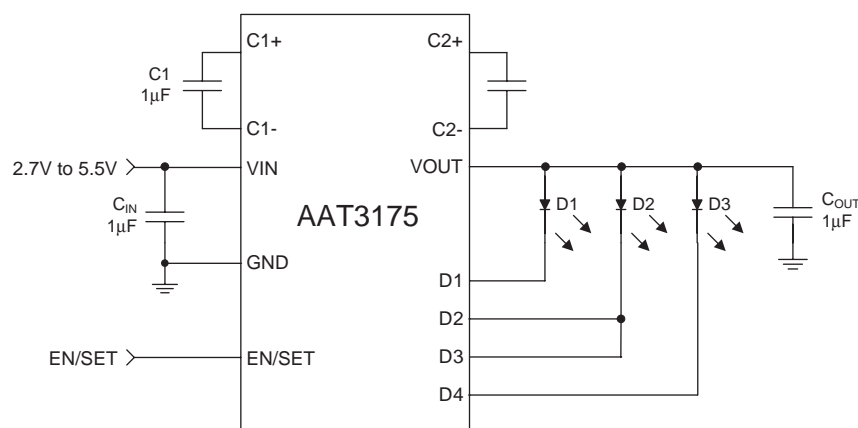 C1+
C2+
C1
1µF
C1-
C2-
2.7V to 5.5V
VIN
VOUT
CIN
1µF
D1
D2
D3
COUT
1µF
AAT3175
GND
D1
D2
EN/SET
EN/SET
D3
D4